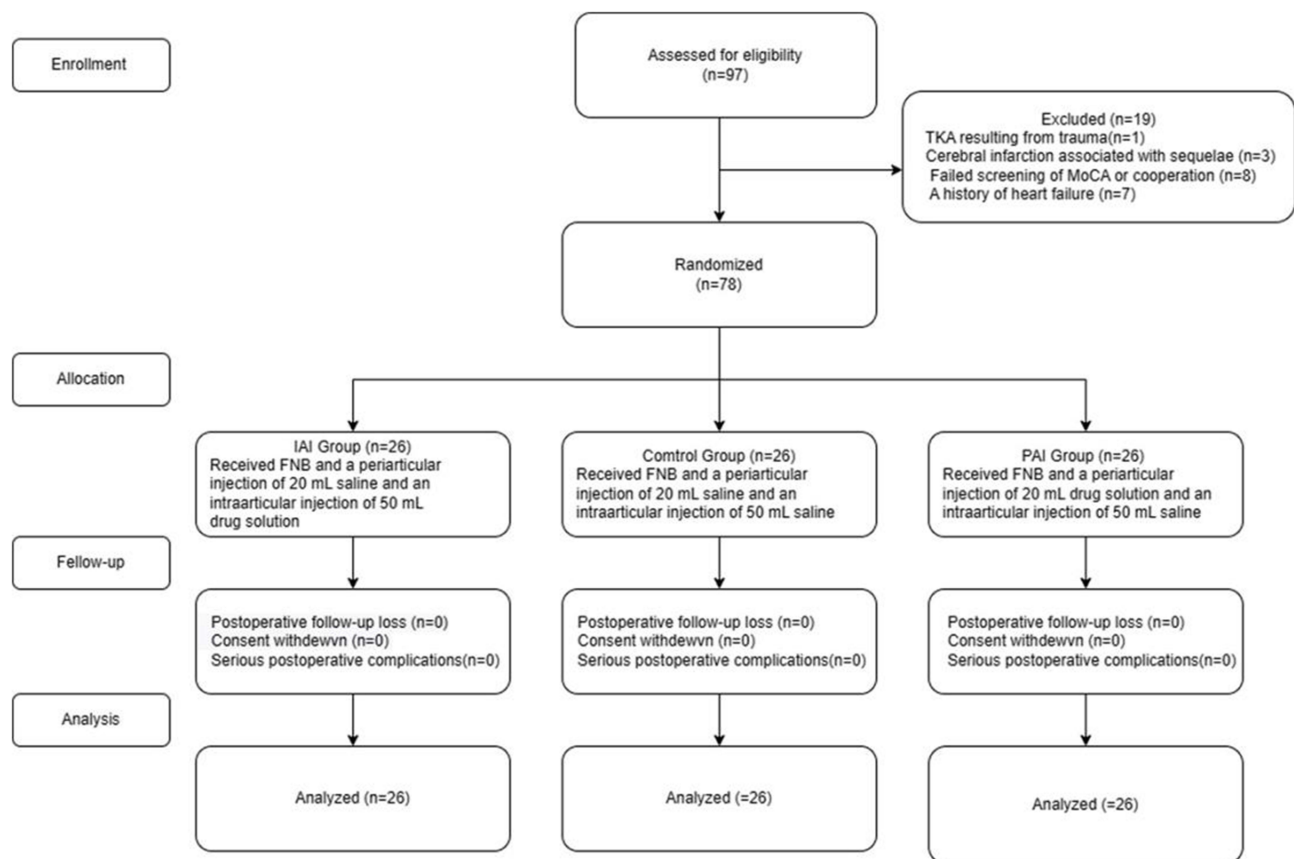 Enrollment
Assessed for eligibility
(n=97)
Excluded (n=19)
TKA resulting from trauma(n=1)
Cerebral infarction associated with sequelae (n=3)
Failed screening of MoCA or cooperation (n=8)
A history of heart failure (n=7)
Randomized
(n=78)
Allocation
IAI Group (n=26)
Received FNB and a periarticular
injection of 20 mL saline and an
intraarticular injection of 50 mL
drug solution
Comtrol Group (n=26)
Received FNB and a periarticular
injection of 20 mL saline and an
intraarticular injection of 50 mL saline
PAI Group (n=26)
Received FNB and a periarticular
injection of 20 mL drug solution and an
intraarticular injection of 50 mL saline
Fellow-up
Postoperative follow-up loss (n=0)
Consent withdewvn (n=0)
Serious postoperative complications(n=0)
Postoperative follow-up loss (n=0)
Consent withdewvn (n=0)
Serious postoperative complications(n=0)
Postoperative follow-up loss (n=0)
Consent withdewvn (n=0)
Serious postoperative complications(n=0)
Analysis
Analyzed (n=26)
Analyzed (=26)
Analyzed (=26)